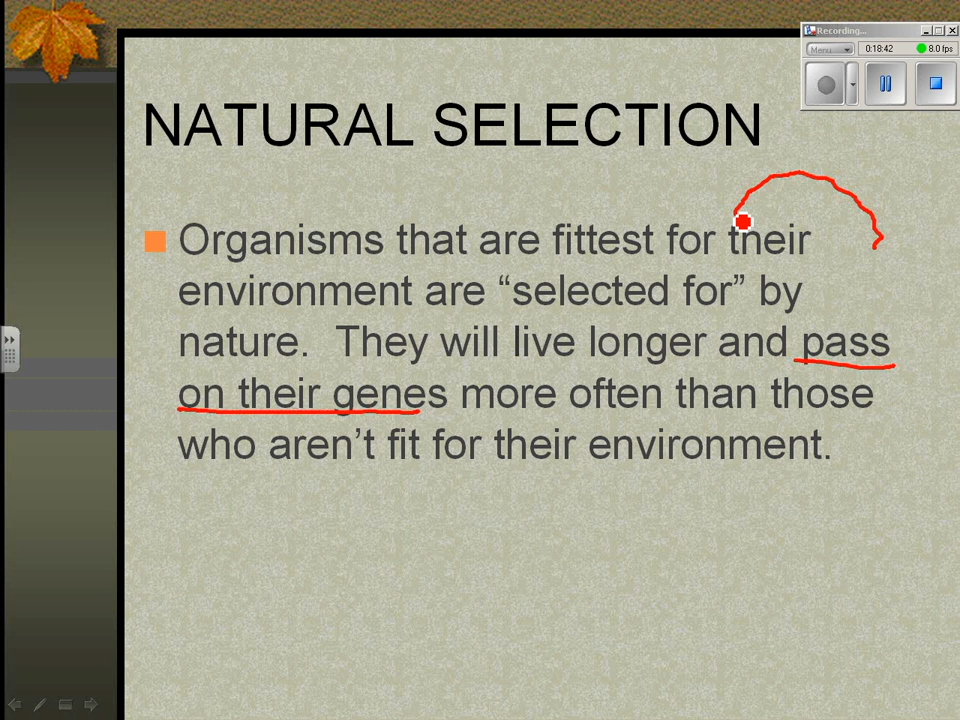 Recording...
Menu 0:18:42 8.0 fps
NATURAL SELECTION
Organisms that are fittest for their
environment are “selected for” by
nature.  They will live longer and pass
on their genes more often than those
who aren’t fit for their environment.